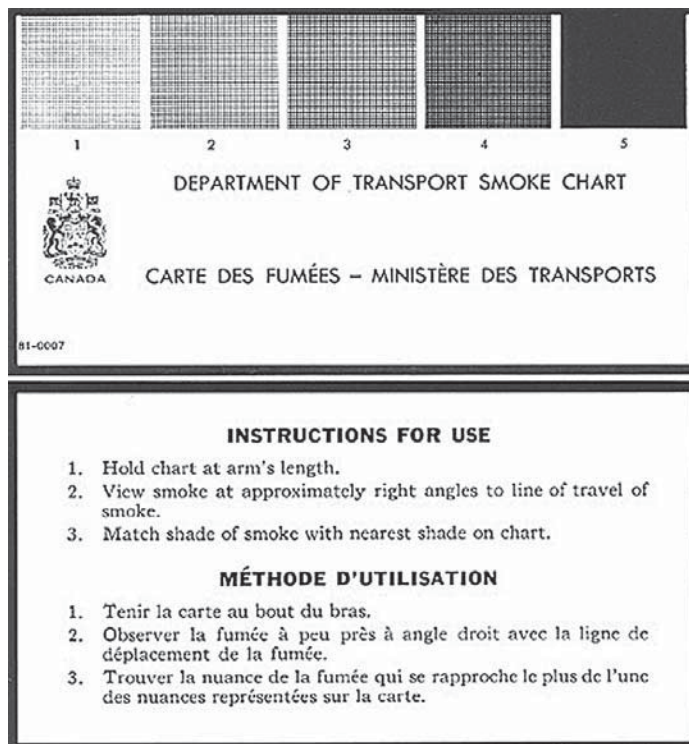 1 2 3 4 5
DEPARTMENT OF TRANSPORT SMOKE CHART
CANADA
CARTE DES FUMÉES – MINISTÈRE DES TRANSPORTS
81-0007
INSTRUCTIONS FOR USE
1. Hold chart at arm's length.
2. View smoke at approximately right angles to line of travel of
smoke.
3. Match shade of smoke with nearest shade on chart.
MÉTHODE D'UTILISATION
1. Tenir la carte au bout du bras.
2. Observer la fumée à peu près à angle droit avec la ligne de
déplacement de la fumée.
3. Trouver la nuance de la fumée qui se rapproche le plus de l'une
des nuances représentées sur la carte.